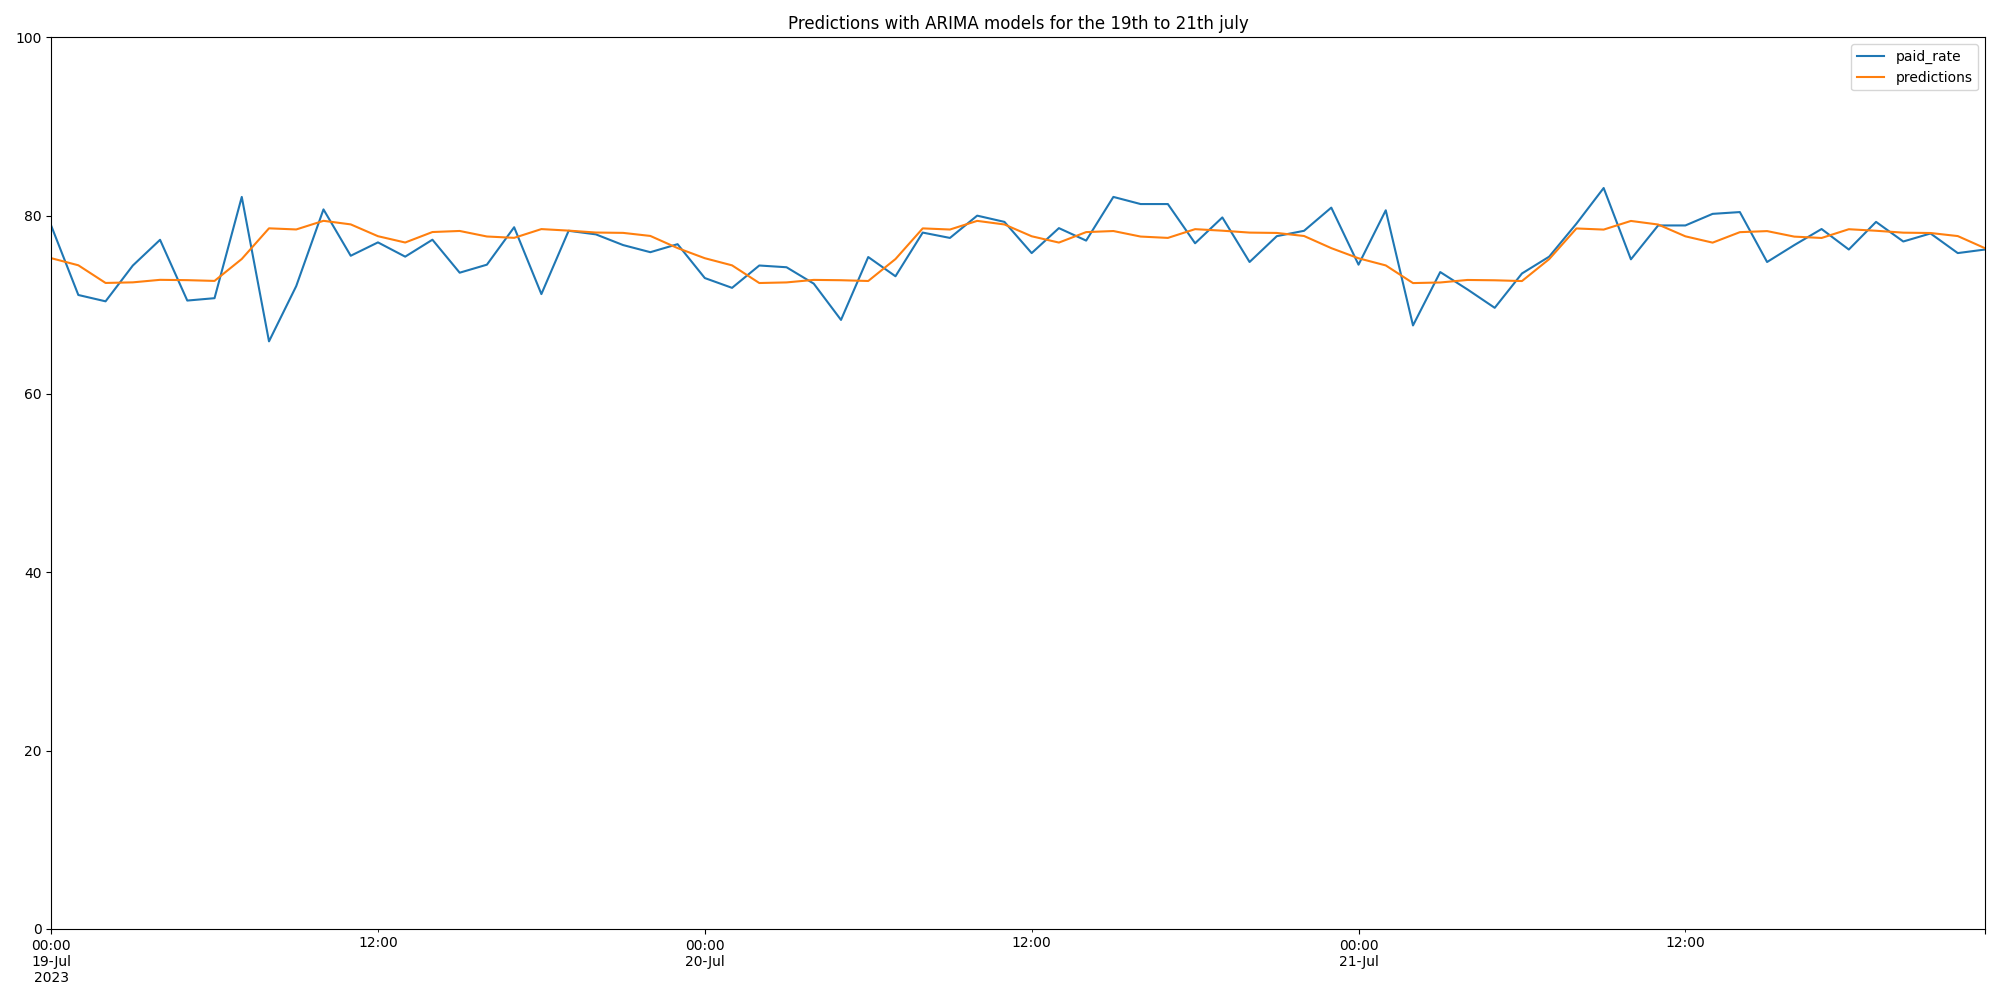 Predictions with ARIMA models for the 19th to 21th july
paid_rate
predictions
100
80
60
40
20
0
00:00
19-Jul
2023
12:00
00:00
20-Jul
12:00
00:00
21-Jul
12:00